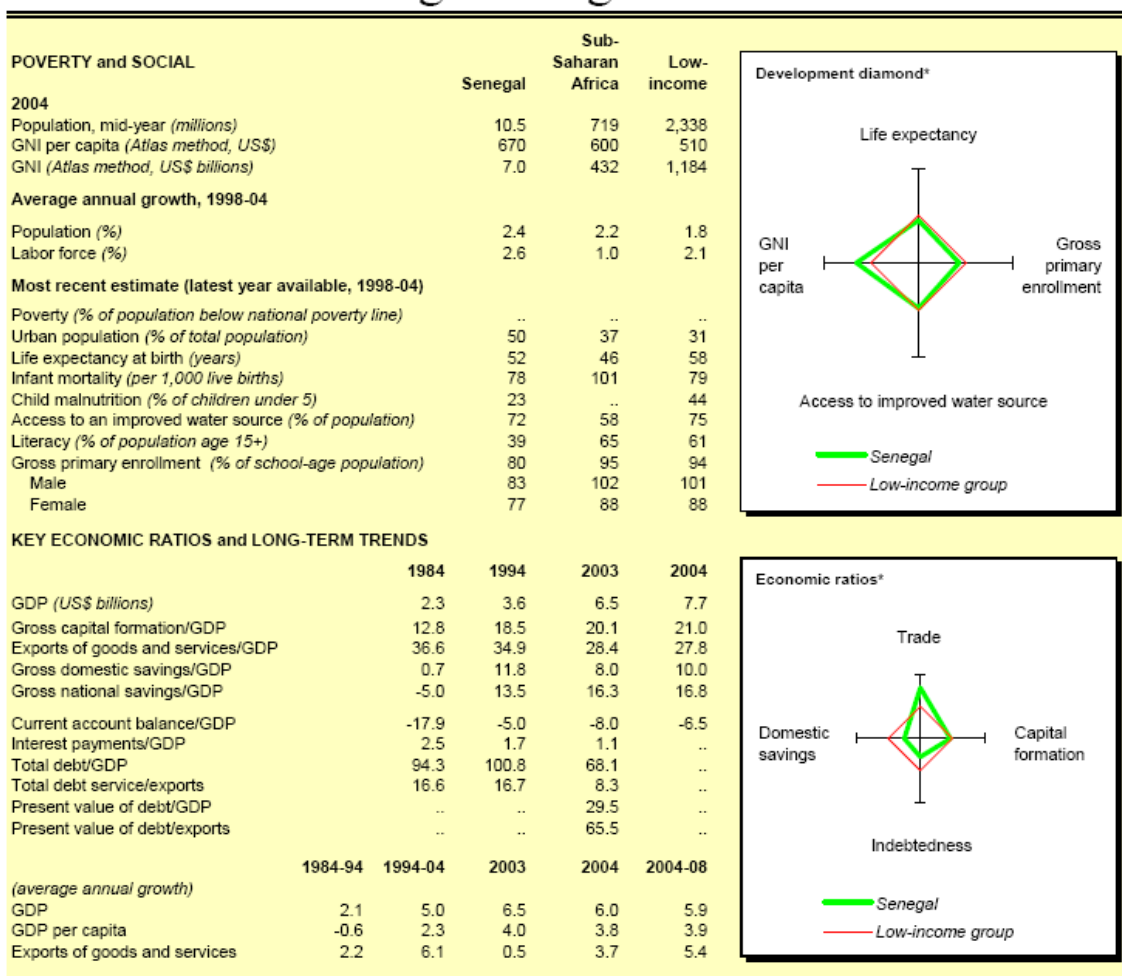 POVERTY and SOCIAL
Senegal
Sub-
Saharan
Africa
Low-
income
2004
Population, mid-year (millions) 10.5 719 2,338
GNI per capita (Atlas method, US$) 670 600 510
GNI (Atlas method, US$ billions) 7.0 432 1,184
Average annual growth, 1998-04
Population (%) 2.4 2.2 1.8
Labor force (%) 2.6 1.0 2.1
Most recent estimate (latest year available, 1998-04)
Poverty (% of population below national poverty line) .. .. ..
Urban population (% of total population) 50 37 31
Life expectancy at birth (years) 52 46 58
Infant mortality (per 1,000 live births) 78 101 79
Child malnutrition (% of children under 5) 23 .. 44
Access to an improved water source (% of population) 72 58 75
Literacy (% of population age 15+) 39 65 61
Gross primary enrollment (% of school-age population) 80 95 94
Male 83 102 101
Female 77 88 88
Development diamond*
Life expectancy
GNI
per
capita
Gross
primary
enrollment
Access to improved water source
Senegal
Low-income group
KEY ECONOMIC RATIOS and LONG-TERM TRENDS
1984 1994 2003 2004
GDP (US$ billions) 2.3 3.6 6.5 7.7
Gross capital formation/GDP 12.8 18.5 20.1 21.0
Exports of goods and services/GDP 36.6 34.9 28.4 27.8
Gross domestic savings/GDP 0.7 11.8 8.0 10.0
Gross national savings/GDP -5.0 13.5 16.3 16.8
Current account balance/GDP -17.9 -5.0 -8.0 -6.5
Interest payments/GDP 2.5 1.7 1.1 ..
Total debt/GDP 94.3 100.8 68.1 ..
Total debt service/exports 16.6 16.7 8.3 ..
Present value of debt/GDP .. .. 29.5 ..
Present value of debt/exports .. .. 65.5 ..
1984-94 1994-04 2003 2004 2004-08
(average annual growth)
GDP 2.1 5.0 6.5 6.0 5.9
GDP per capita -0.6 2.3 4.0 3.8 3.9
Exports of goods and services 2.2 6.1 0.5 3.7 5.4
Economic ratios*
Trade
Domestic
savings
Capital
formation
Indebtedness
Senegal
Low-income group